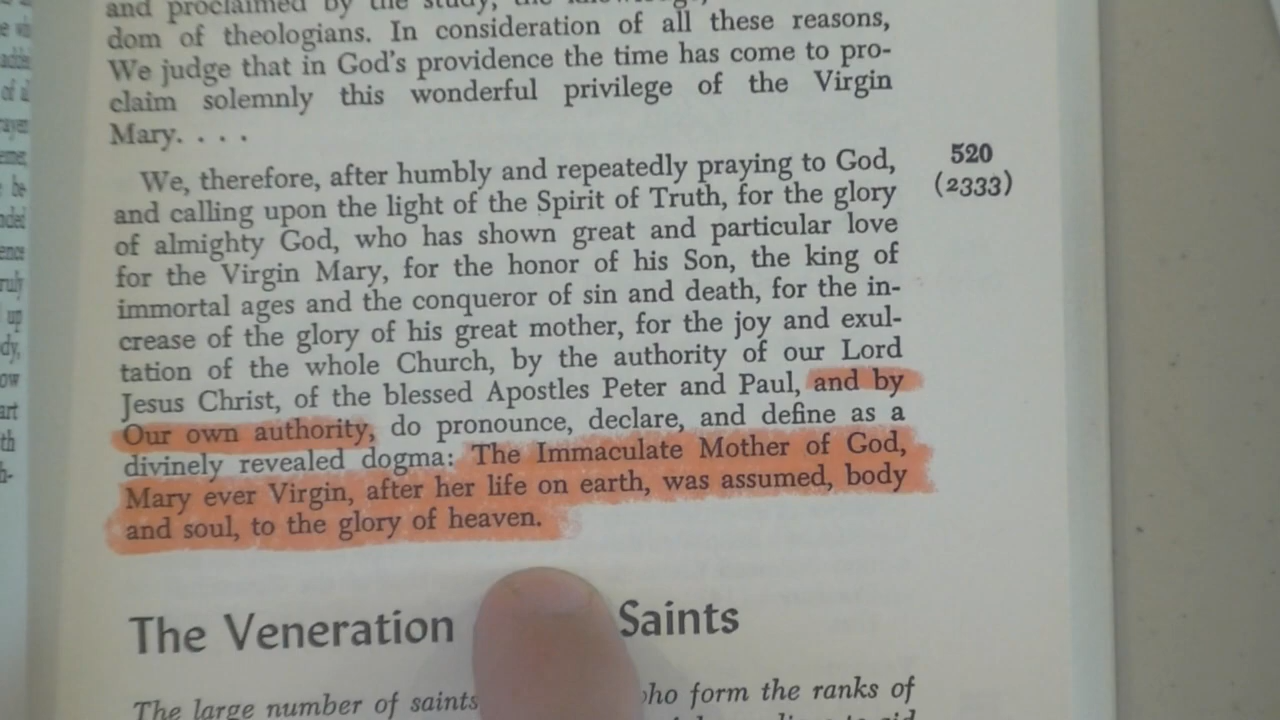 and proclaimed by the study, the
dom of theologians. In consideration of all these reasons,
We judge that in God's providence the time has come to pro-
claim solemnly this wonderful privilege of the Virgin
Mary. . . .
We, therefore, after humbly and repeatedly praying to God,
and calling upon the light of the Spirit of Truth, for the glory
of almighty God, who has shown great and particular love
for the Virgin Mary, for the honor of his Son, the king of
immortal ages and the conqueror of sin and death, for the in-
crease of the glory of his great mother, for the joy and exul-
tation of the whole Church, by the authority of our Lord
Jesus Christ, of the blessed Apostles Peter and Paul, and by
Our own authority, do pronounce, declare, and define as a
divinely revealed dogma: The Immaculate Mother of God,
Mary ever Virgin, after her life on earth, was assumed, body
and soul, to the glory of heaven.
520
(2333)
The Veneration Saints
The large number of saints who form the ranks of